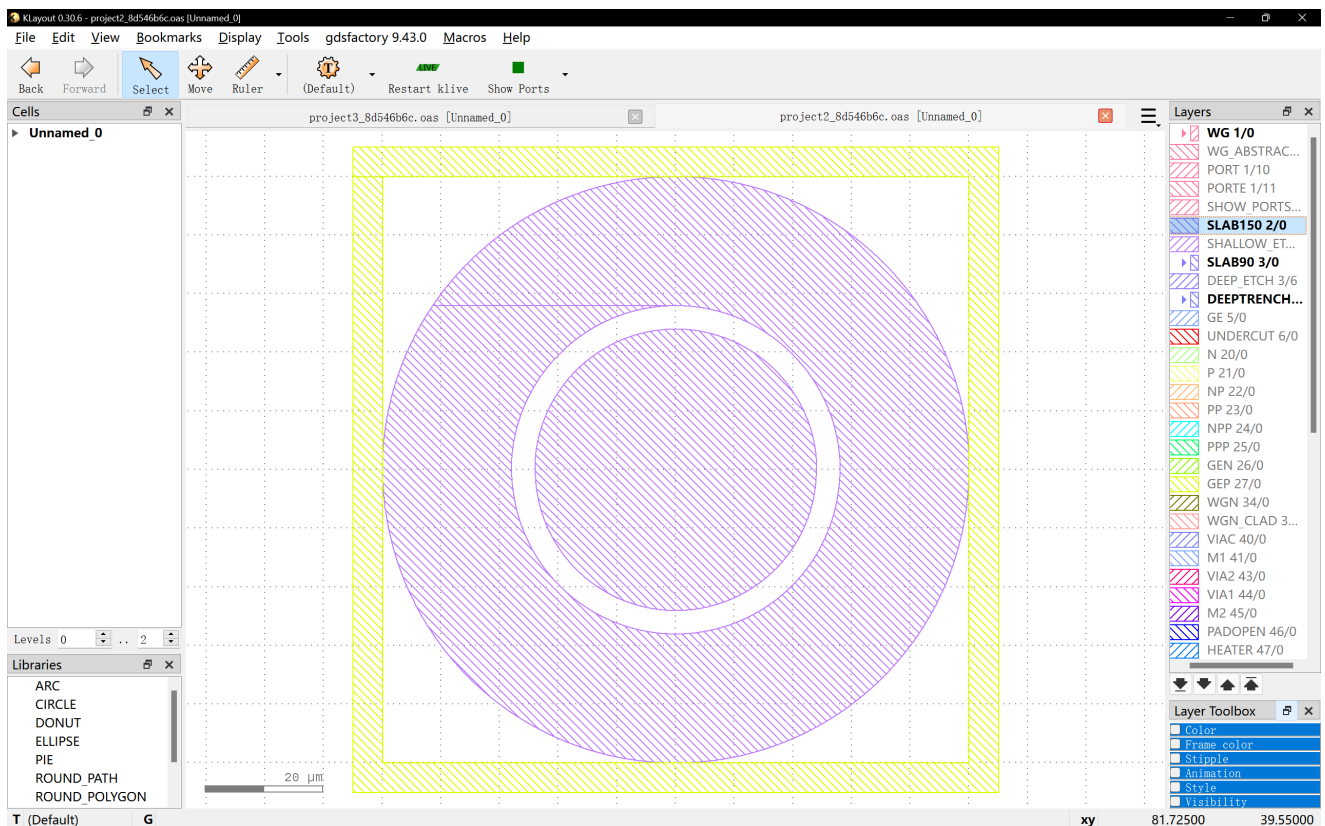 KLayout 0.30.6 - project2_8d546b6c.oas [Unnamed_0]
File Edit View Bookmarks Display Tools gdsfactory 9.43.0 Macros Help
LIVE
Back Forward Select Move Ruler (Default) Restart klive Show Ports
Cells
Unnamed_0
project3_8d546b6c.oas [Unnamed_0]
project2_8d546b6c.oas [Unnamed_0]
20 µm
Levels 0 .. 2
Libraries
ARC
CIRCLE
DONUT
ELLIPSE
PIE
ROUND_PATH
ROUND_POLYGON
Layers
WG 1/0
WG_ABSTRAC...
PORT 1/10
PORTE 1/11
SHOW_PORTS...
SLAB150 2/0
SHALLOW_ET...
SLAB90 3/0
DEEP_ETCH 3/6
DEEPTRENCH...
GE 5/0
UNDERCUT 6/0
N 20/0
P 21/0
NP 22/0
PP 23/0
NPP 24/0
PPP 25/0
GEN 26/0
GEP 27/0
WGN 34/0
WGN_CLAD 3...
VIAC 40/0
M1 41/0
VIA2 43/0
VIA1 44/0
M2 45/0
PADOPEN 46/0
HEATER 47/0
Layer Toolbox
Color
Frame color
Stipple
Animation
Style
Visibility
T (Default) G xy 81.72500 39.55000